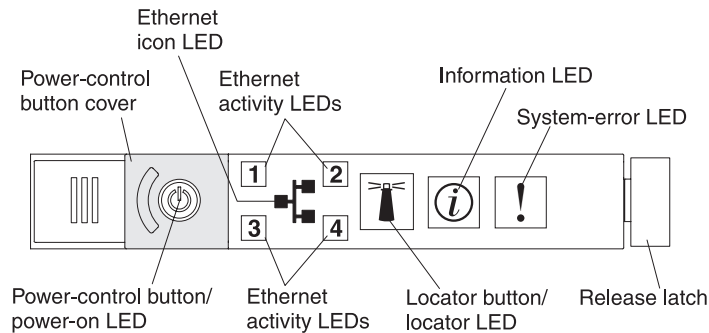 Ethernet
icon LED
Power-control
button cover
Ethernet
activity LEDs
Information LED
System-error LED
1
2
i
!
3
4
Power-control button/
power-on LED
Ethernet
activity LEDs
Locator button/
locator LED
Release latch